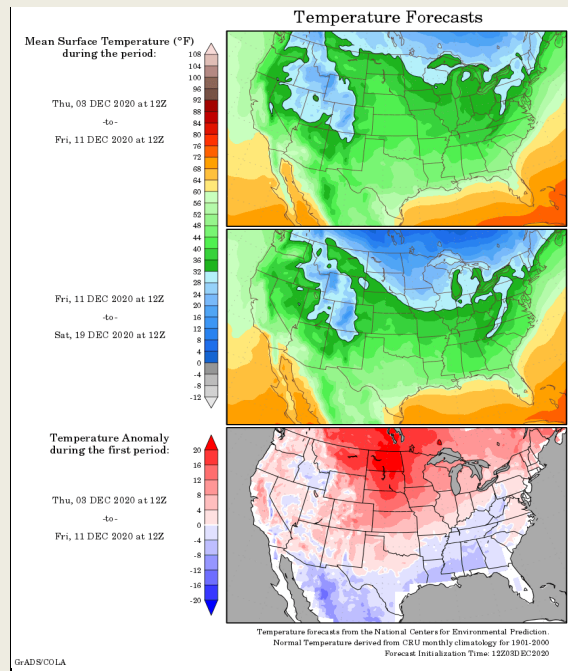 Temperature Forecasts
Mean Surface Temperature (°F)
during the period:
Thu, 03 DEC 2020 at 12Z
-to-
Fri, 11 DEC 2020 at 12Z
108
104
100
96
92
88
84
80
76
72
68
64
60
56
52
48
44
40
36
32
28
24
20
16
12
8
4
0
-4
-8
-12
Fri, 11 DEC 2020 at 12Z
-to-
Sat, 19 DEC 2020 at 12Z
Temperature Anomaly
during the first period:
Thu, 03 DEC 2020 at 12Z
-to-
Fri, 11 DEC 2020 at 12Z
20
16
12
8
4
0
-4
-8
-12
-16
-20
Temperature forecasts from the National Centers for Environmental Prediction.
Normal Temperature derived from CRU monthly climatology for 1901-2000
Forecast Initialization Time: 12Z03DEC2020
GrADS/COLA